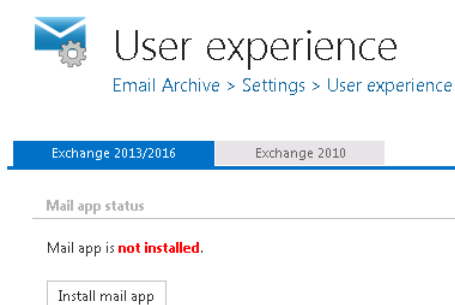 User experience
Email Archive > Settings > User experience
Exchange 2013/2016 Exchange 2010
Mail app status
Mail app is not installed.
Install mail app